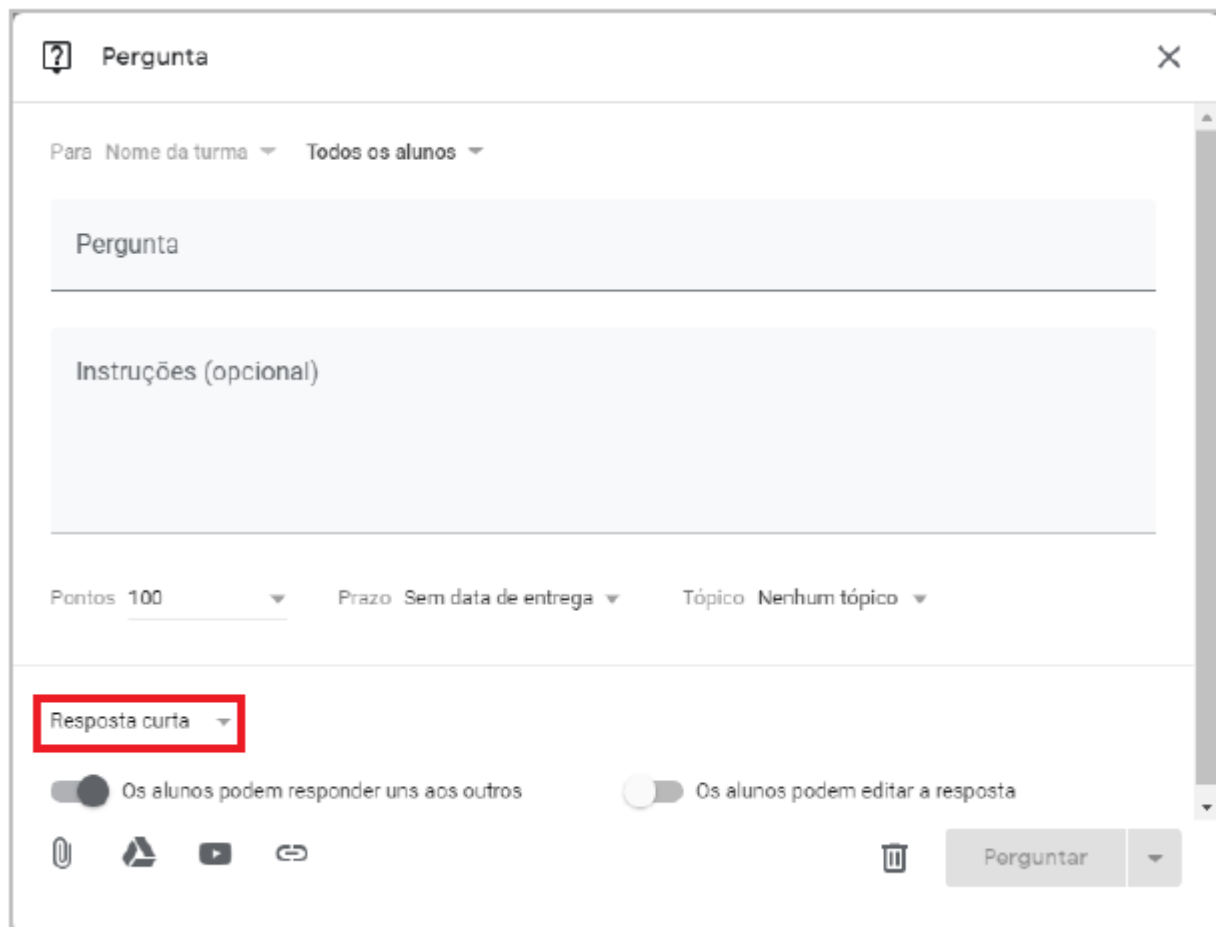 Pergunta
Para Nome da turma Todos os alunos
Pergunta
Instruções (opcional)
Pontos 100 Prazo Sem data de entrega Tópico Nenhum tópico
Resposta curta
Os alunos podem responder uns aos outros Os alunos podem editar a resposta
Perguntar